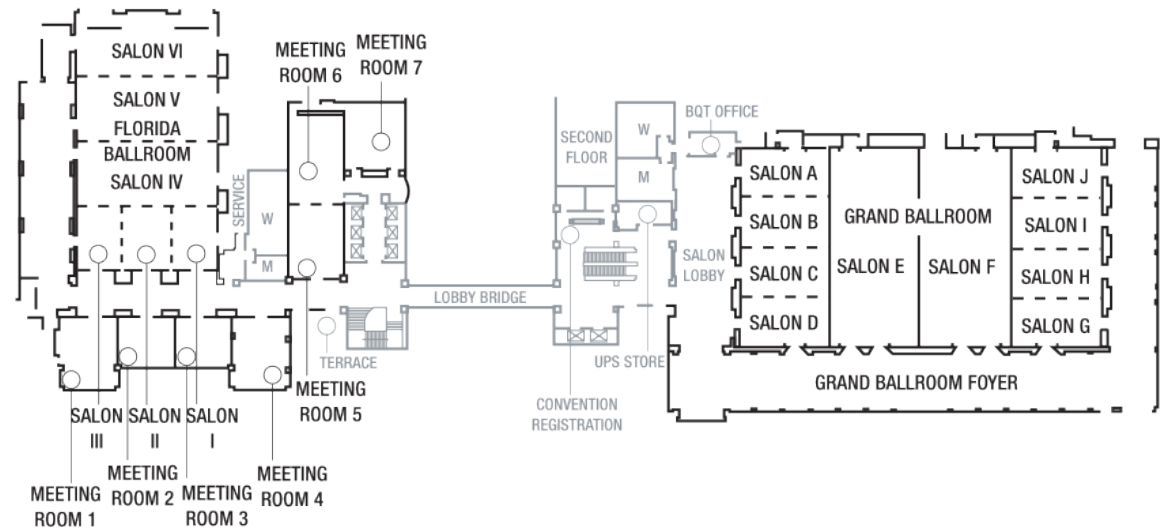 SALON VI
SALON V
FLORIDA
BALLROOM
SALON IV
MEETING
ROOM 6
MEETING
ROOM 7
SERVICE
W
M
LOBBY BRIDGE
TERRACE
MEETING
ROOM 5
SALON
III
SALON
II
SALON
I
MEETING
ROOM 1
MEETING
ROOM 2
MEETING
ROOM 3
MEETING
ROOM 4
SECOND
FLOOR
W
M
BQT OFFICE
SALON
LOBBY
UPS STORE
CONVENTION
REGISTRATION
SALON A
SALON B
SALON C
SALON D
GRAND BALLROOM
SALON E
SALON F
SALON J
SALON I
SALON H
SALON G
GRAND BALLROOM FOYER